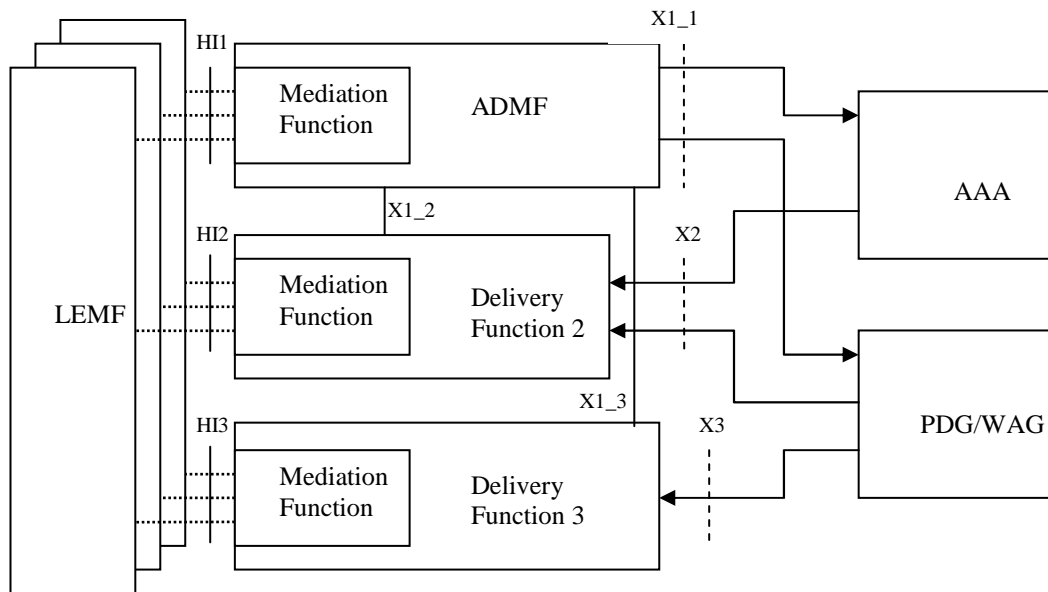 X1_1
HI1
Mediation
Function
ADMF
AAA
X1_2
HI2
X2
Mediation
Function
Delivery
Function 2
LEMF
X1_3
HI3
X3
PDG/WAG
Mediation
Function
Delivery
Function 3